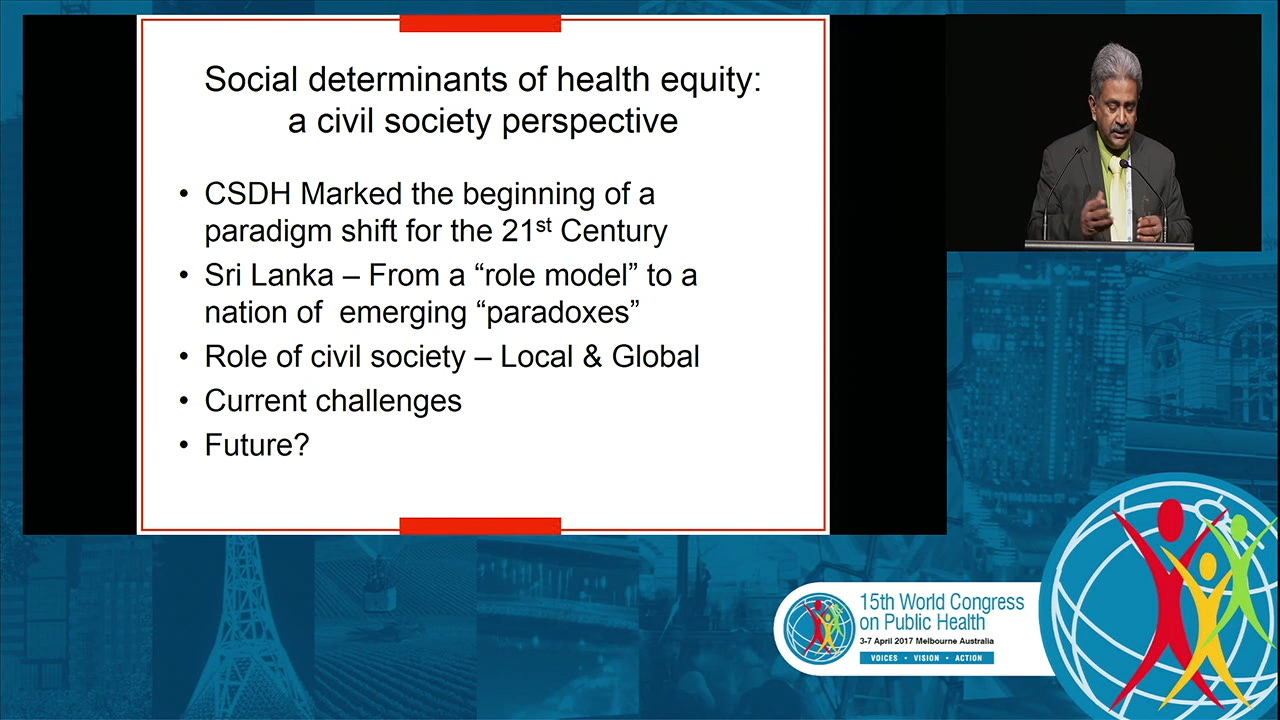 Social determinants of health equity:
a civil society perspective
• CSDH Marked the beginning of a
paradigm shift for the 21st Century
• Sri Lanka – From a “role model” to a
nation of  emerging “paradoxes”
• Role of civil society – Local & Global
• Current challenges
• Future?
15th World Congress
on Public Health
3-7 April 2017 Melbourne Australia
VOICES • VISION • ACTION